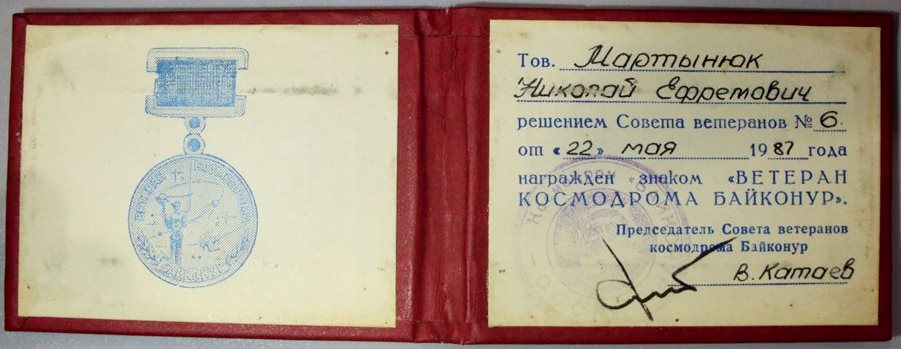 БАЙКОНУР
Тов. Мартынюк
Николай Ефремович
решением Совета ветеранов № 6
от «22» мая 1987 года
награжден знаком «ВЕТЕРАН
КОСМОДРОМА БАЙКОНУР».
Председатель Совета ветеранов
космодрома Байконур
В. Катаев